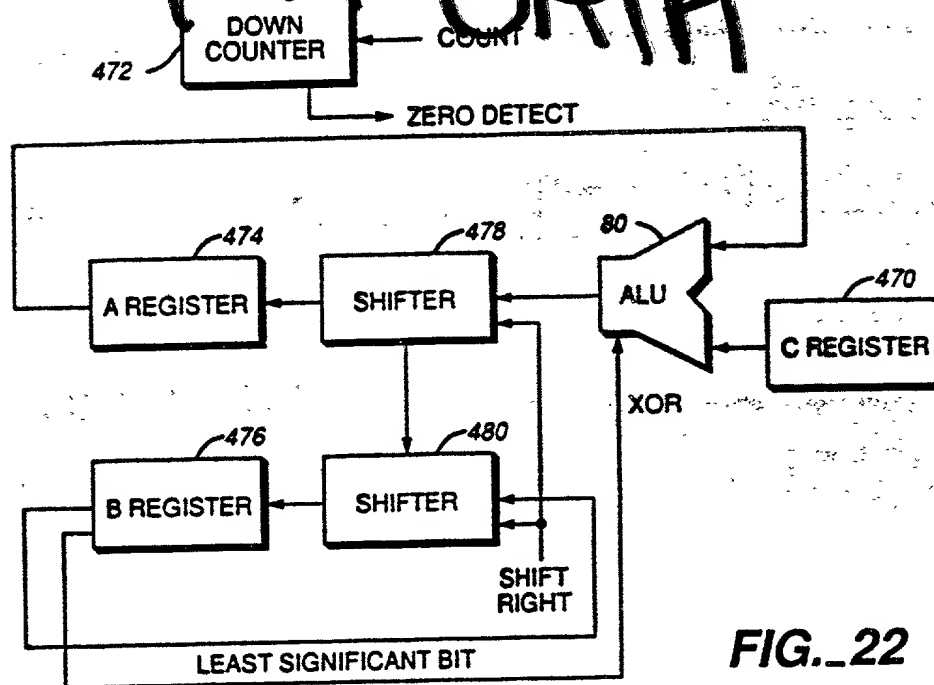 DOWN
COUNTER
COUNT
472
ZERO DETECT
474
478
80
470
A REGISTER
SHIFTER
ALU
C REGISTER
XOR
476
480
B REGISTER
SHIFTER
SHIFT
RIGHT
LEAST SIGNIFICANT BIT
FIG._22